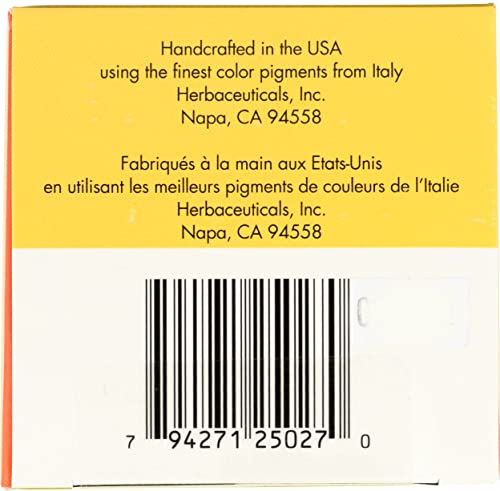 Handcrafted in the USA
using the finest color pigments from Italy
Herbaceuticals, Inc.
Napa, CA 94558
Fabriqués à la main aux Etats-Unis
en utilisant les meilleurs pigments de couleurs de l'Italie
Herbaceuticals, Inc.
Napa, CA 94558
7 94271 25027 0